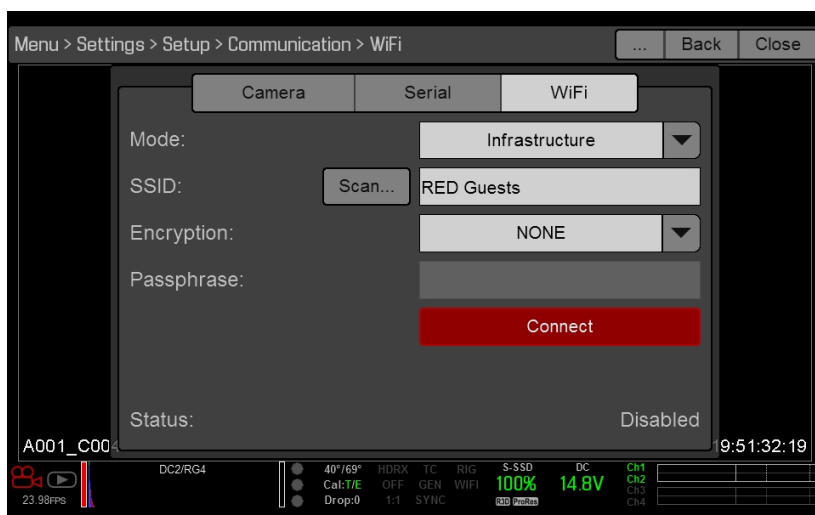 Menu > Settings > Setup > Communication > WiFi ... Back Close
Camera Serial WiFi
Mode: Infrastructure
SSID: Scan... RED Guests
Encryption: NONE
Passphrase:
Connect
Status: Disabled
A001_C00 9:51:32:19
DC2/RG4 40°/69° HDRX TC RIG S-SSD DC Ch1
Cal:T/E OFF GEN WIFI 100% 14.8V Ch2
23.98FPS Drop:0 1:1 SYNC R3D ProRes Ch3
Ch4